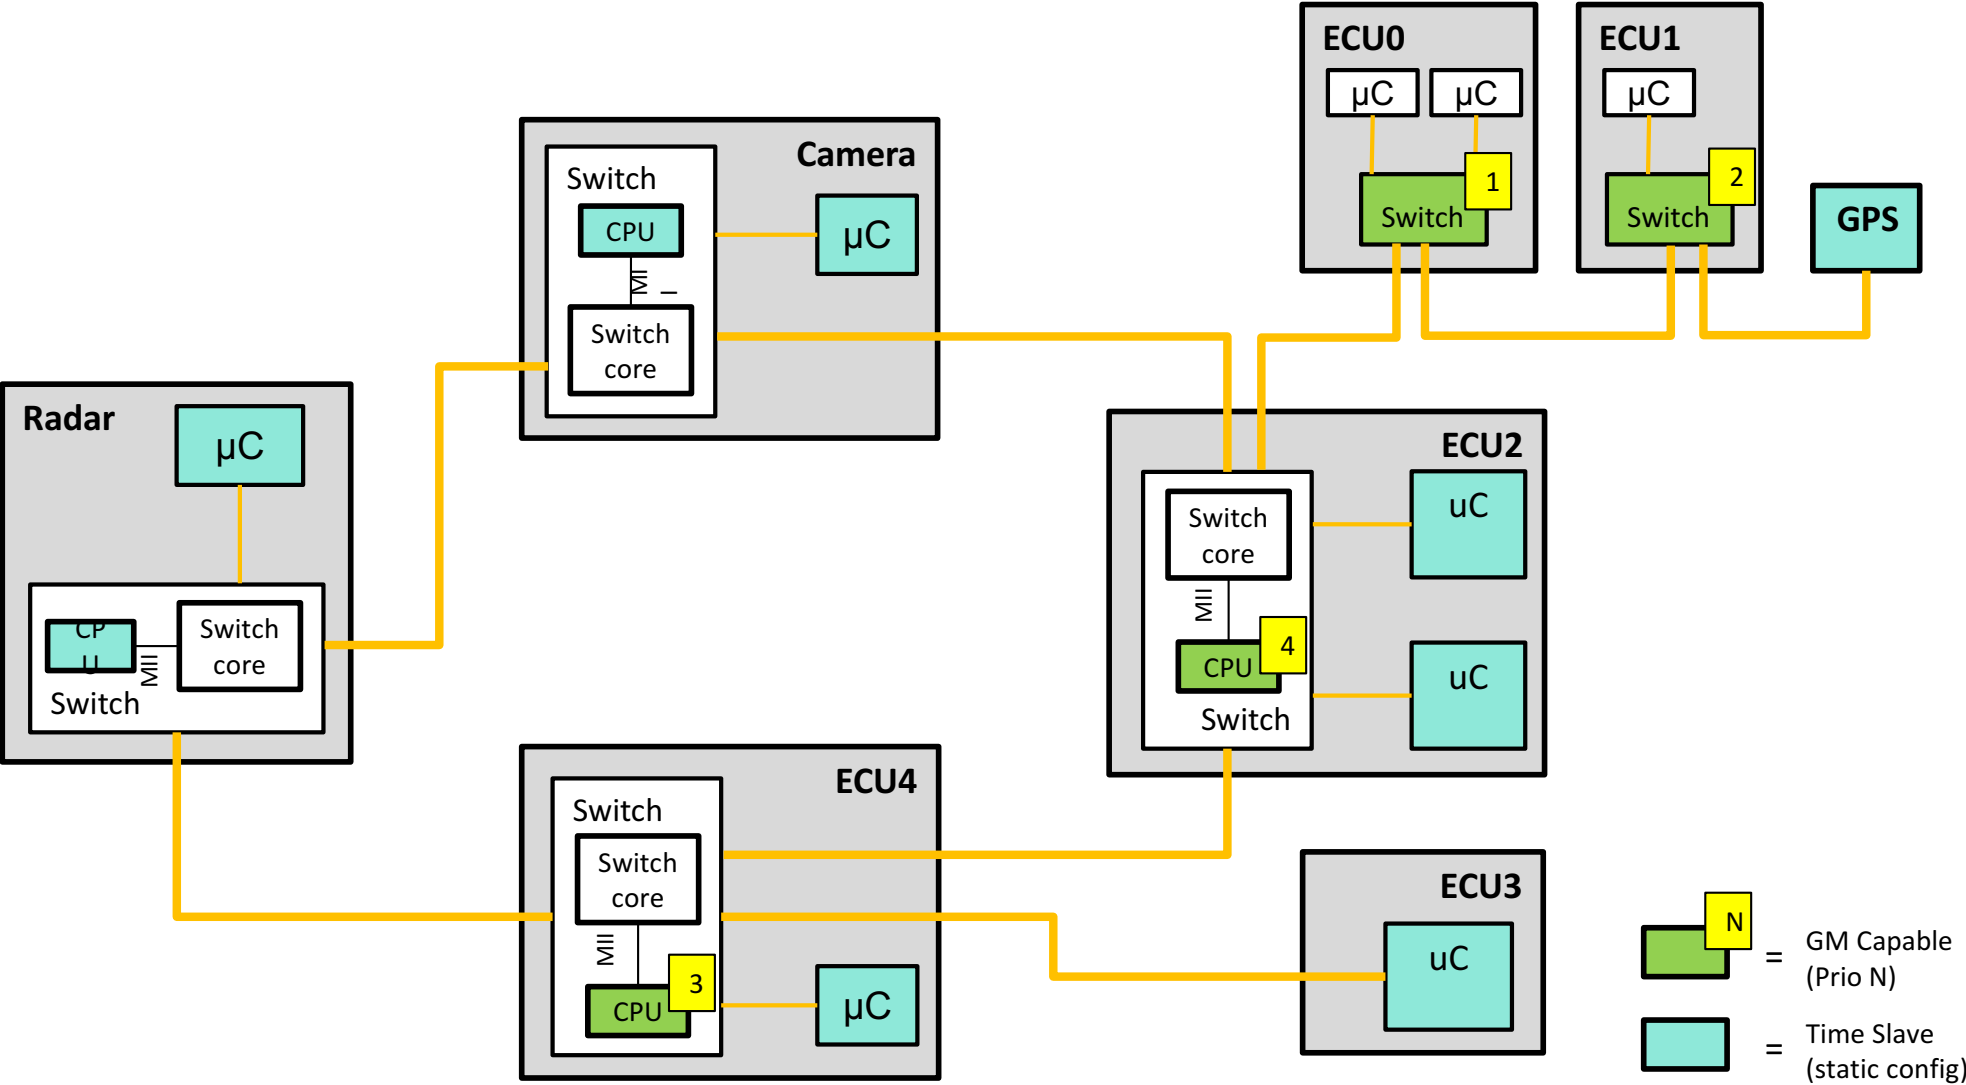 ECU0
µC
µC
1
Switch
ECU1
µC
2
Switch
GPS
Camera
Switch
CPU
MII
Switch
core
µC
Radar
µC
CPU
MII
Switch
core
Switch
ECU2
Switch
core
MII
4
CPU
Switch
uC
uC
ECU4
Switch
Switch
core
MII
3
CPU
µC
ECU3
uC
N
=
GM Capable
(Prio N)
=
Time Slave
(static config)